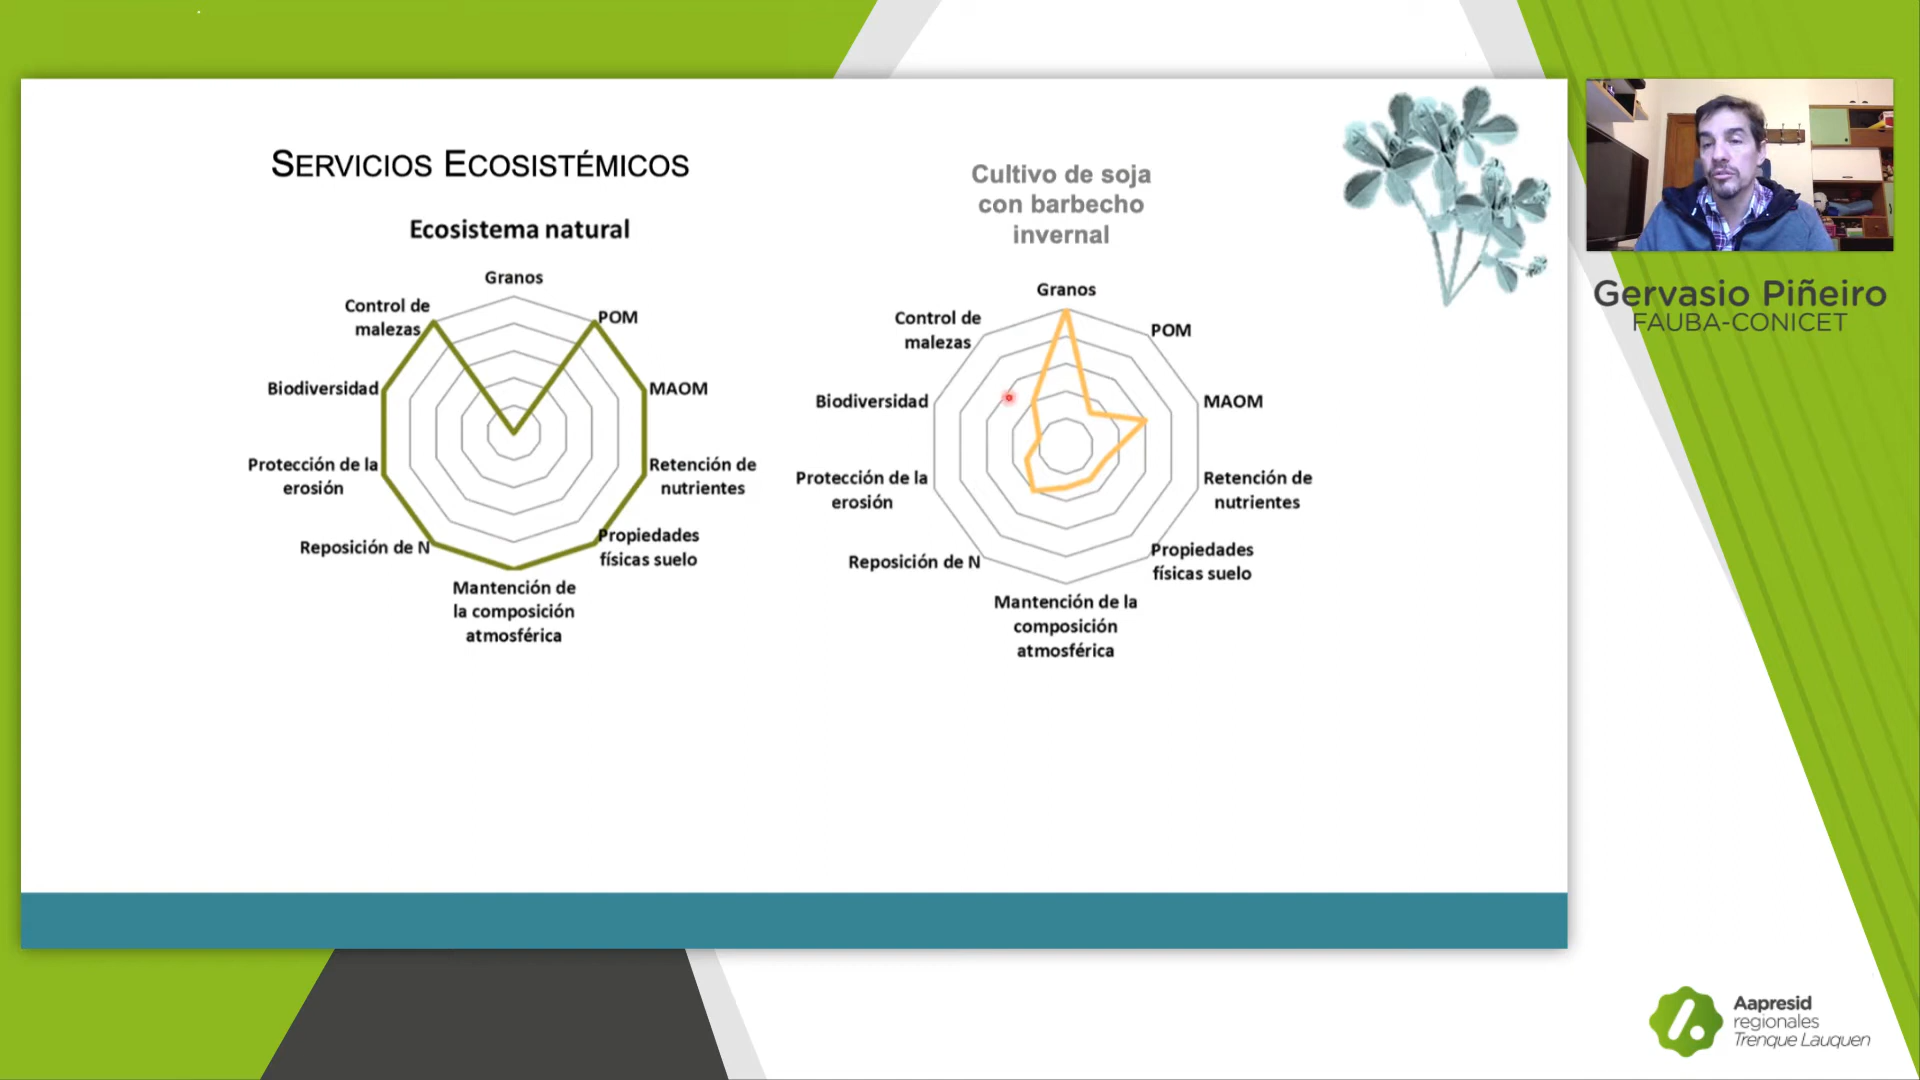 SERVICIOS ECOSISTÉMICOS
Ecosistema natural
Granos
Control de
malezas
POM
Biodiversidad
MAOM
Protección de la
erosión
Retención de
nutrientes
Reposición de N
Propiedades
físicas suelo
Mantención de
la composición
atmosférica
Cultivo de soja
con barbecho
invernal
Granos
Control de
malezas
POM
Biodiversidad
MAOM
Protección de la
erosión
Retención de
nutrientes
Reposición de N
Propiedades
físicas suelo
Mantención de la
composición
atmosférica
Gervasio Piñeiro
FAUBA-CONICET
Aapresid
regionales
Trenque Lauquen